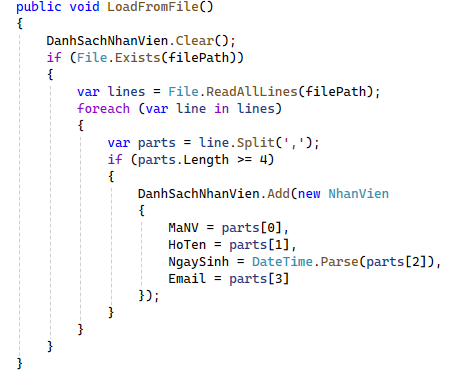 public void LoadFromFile()
{
    DanhSachNhanVien.Clear();
    if (File.Exists(filePath))
    {
        var lines = File.ReadAllLines(filePath);
        foreach (var line in lines)
        {
            var parts = line.Split(',');
            if (parts.Length >= 4)
            {
                DanhSachNhanVien.Add(new NhanVien
                {
                    MaNV = parts[0],
                    HoTen = parts[1],
                    NgaySinh = DateTime.Parse(parts[2]),
                    Email = parts[3]
                });
            }
        }
    }
}